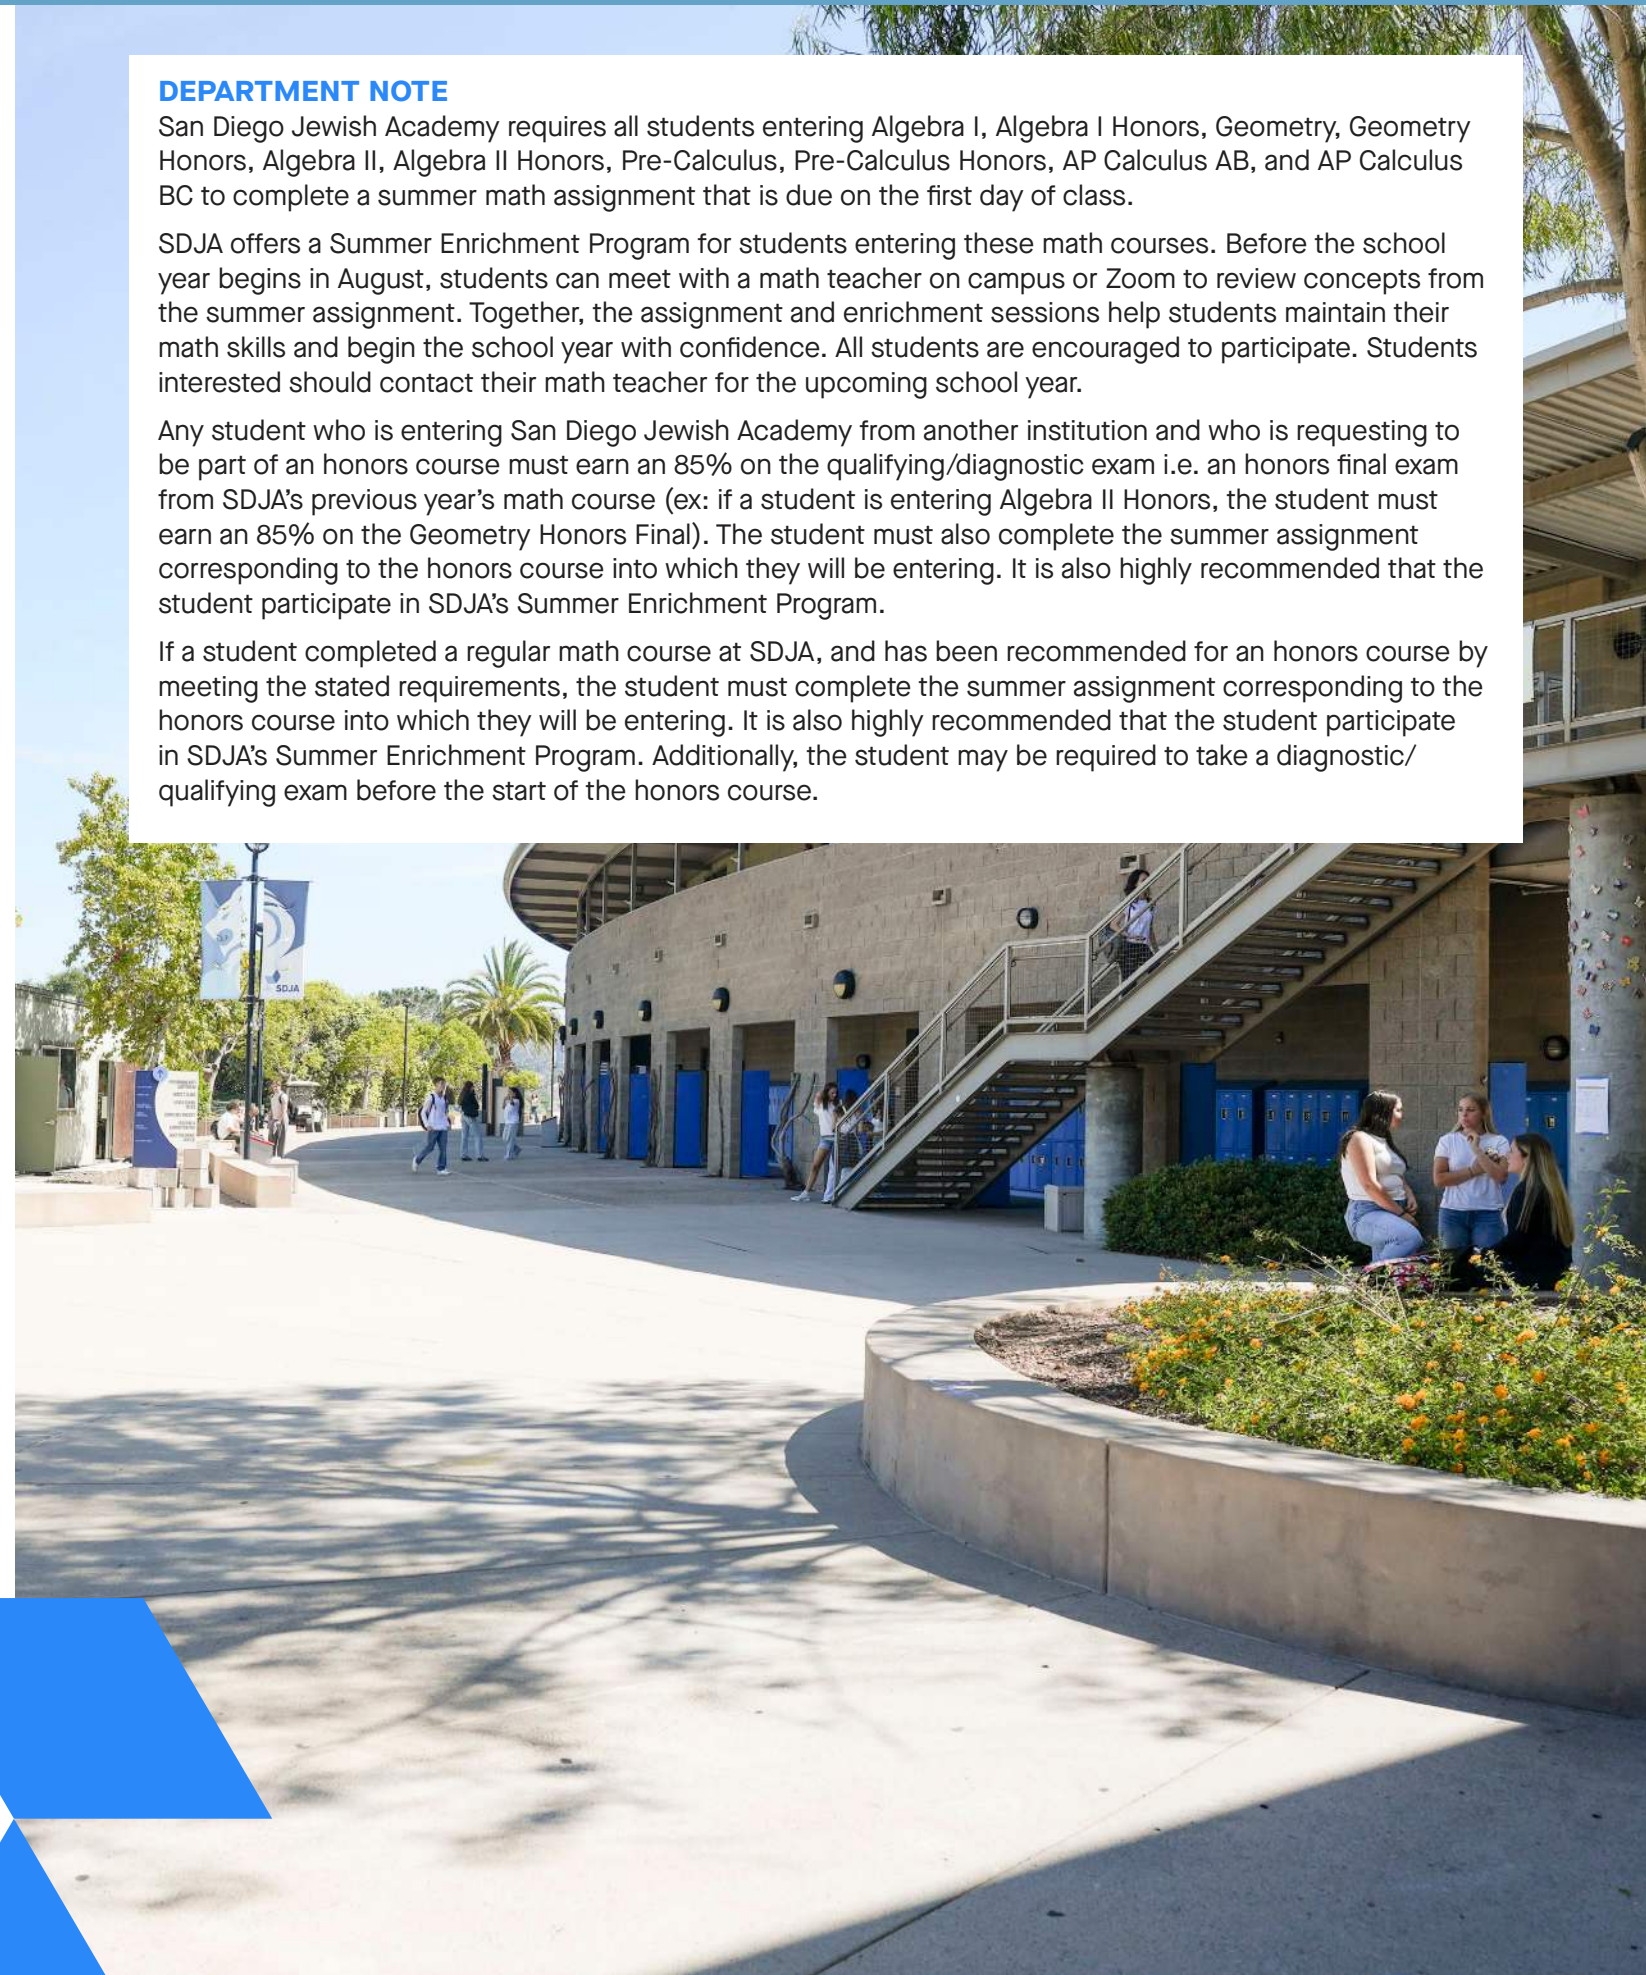 DEPARTMENT NOTE
San Diego Jewish Academy requires all students entering Algebra I, Algebra I Honors, Geometry, Geometry
Honors, Algebra II, Algebra II Honors, Pre-Calculus, Pre-Calculus Honors, AP Calculus AB, and AP Calculus
BC to complete a summer math assignment that is due on the first day of class.
SDJA offers a Summer Enrichment Program for students entering these math courses. Before the school
year begins in August, students can meet with a math teacher on campus or Zoom to review concepts from
the summer assignment. Together, the assignment and enrichment sessions help students maintain their
math skills and begin the school year with confidence. All students are encouraged to participate. Students
interested should contact their math teacher for the upcoming school year.
Any student who is entering San Diego Jewish Academy from another institution and who is requesting to
be part of an honors course must earn an 85% on the qualifying/diagnostic exam i.e. an honors final exam
from SDJA’s previous year’s math course (ex: if a student is entering Algebra II Honors, the student must
earn an 85% on the Geometry Honors Final). The student must also complete the summer assignment
corresponding to the honors course into which they will be entering. It is also highly recommended that the
student participate in SDJA’s Summer Enrichment Program.
If a student completed a regular math course at SDJA, and has been recommended for an honors course by
meeting the stated requirements, the student must complete the summer assignment corresponding to the
honors course into which they will be entering. It is also highly recommended that the student participate
in SDJA’s Summer Enrichment Program. Additionally, the student may be required to take a diagnostic/
qualifying exam before the start of the honors course.
SDJA